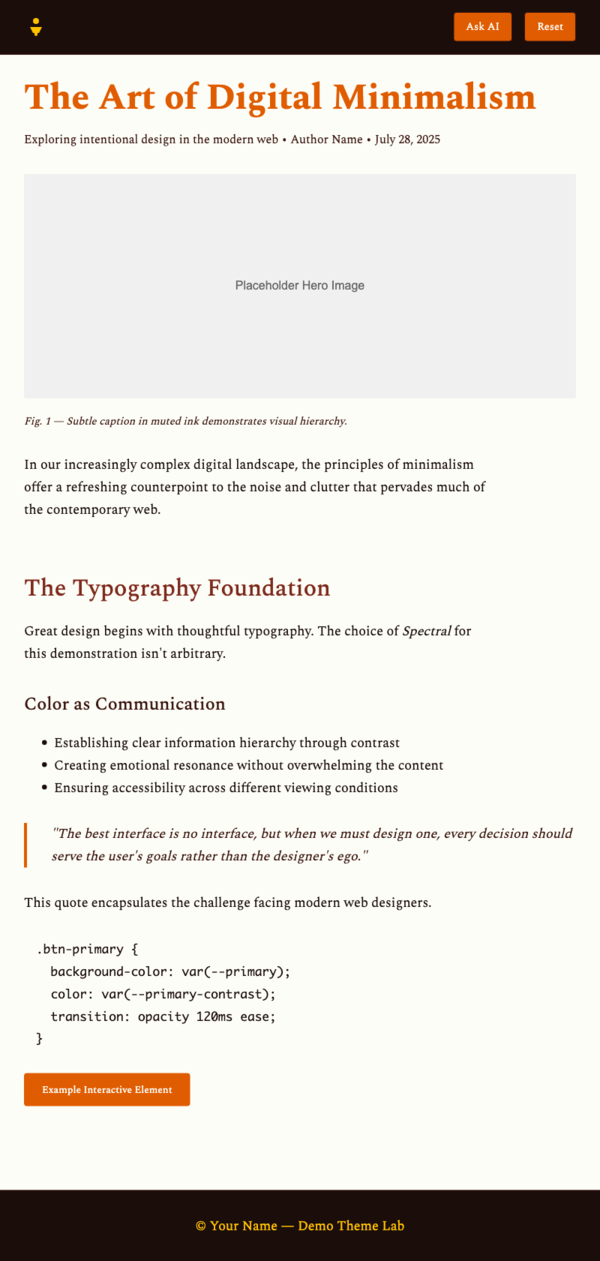 Ask AI Reset
The Art of Digital Minimalism
Exploring intentional design in the modern web • Author Name • July 28, 2025
Placeholder Hero Image
Fig. 1 — Subtle caption in muted ink demonstrates visual hierarchy.
In our increasingly complex digital landscape, the principles of minimalism
offer a refreshing counterpoint to the noise and clutter that pervades much of
the contemporary web.
The Typography Foundation
Great design begins with thoughtful typography. The choice of Spectral for
this demonstration isn't arbitrary.
Color as Communication
• Establishing clear information hierarchy through contrast
• Creating emotional resonance without overwhelming the content
• Ensuring accessibility across different viewing conditions
"The best interface is no interface, but when we must design one, every decision should
serve the user's goals rather than the designer's ego."
This quote encapsulates the challenge facing modern web designers.
.btn-primary {
  background-color: var(--primary);
  color: var(--primary-contrast);
  transition: opacity 120ms ease;
}
Example Interactive Element
© Your Name — Demo Theme Lab